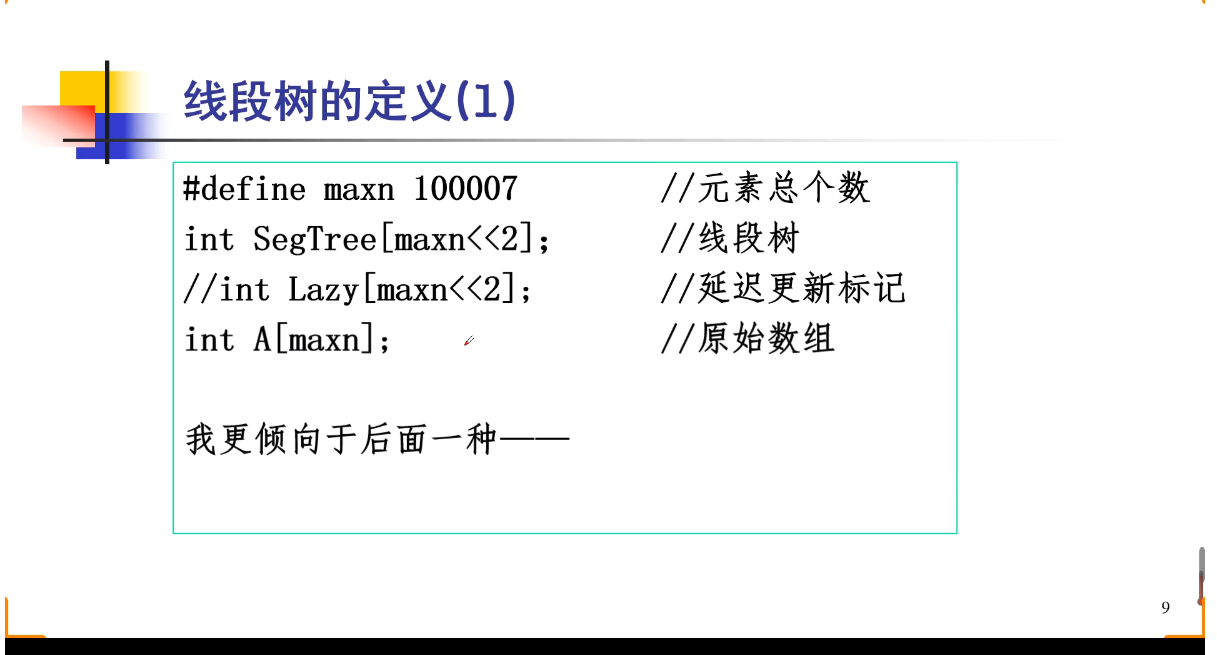 线段树的定义(1)
#define maxn 100007 //元素总个数
int SegTree[maxn<<2]; //线段树
//int Lazy[maxn<<2]; //延迟更新标记
int A[maxn]; //原始数组
我更倾向于后面一种——
9